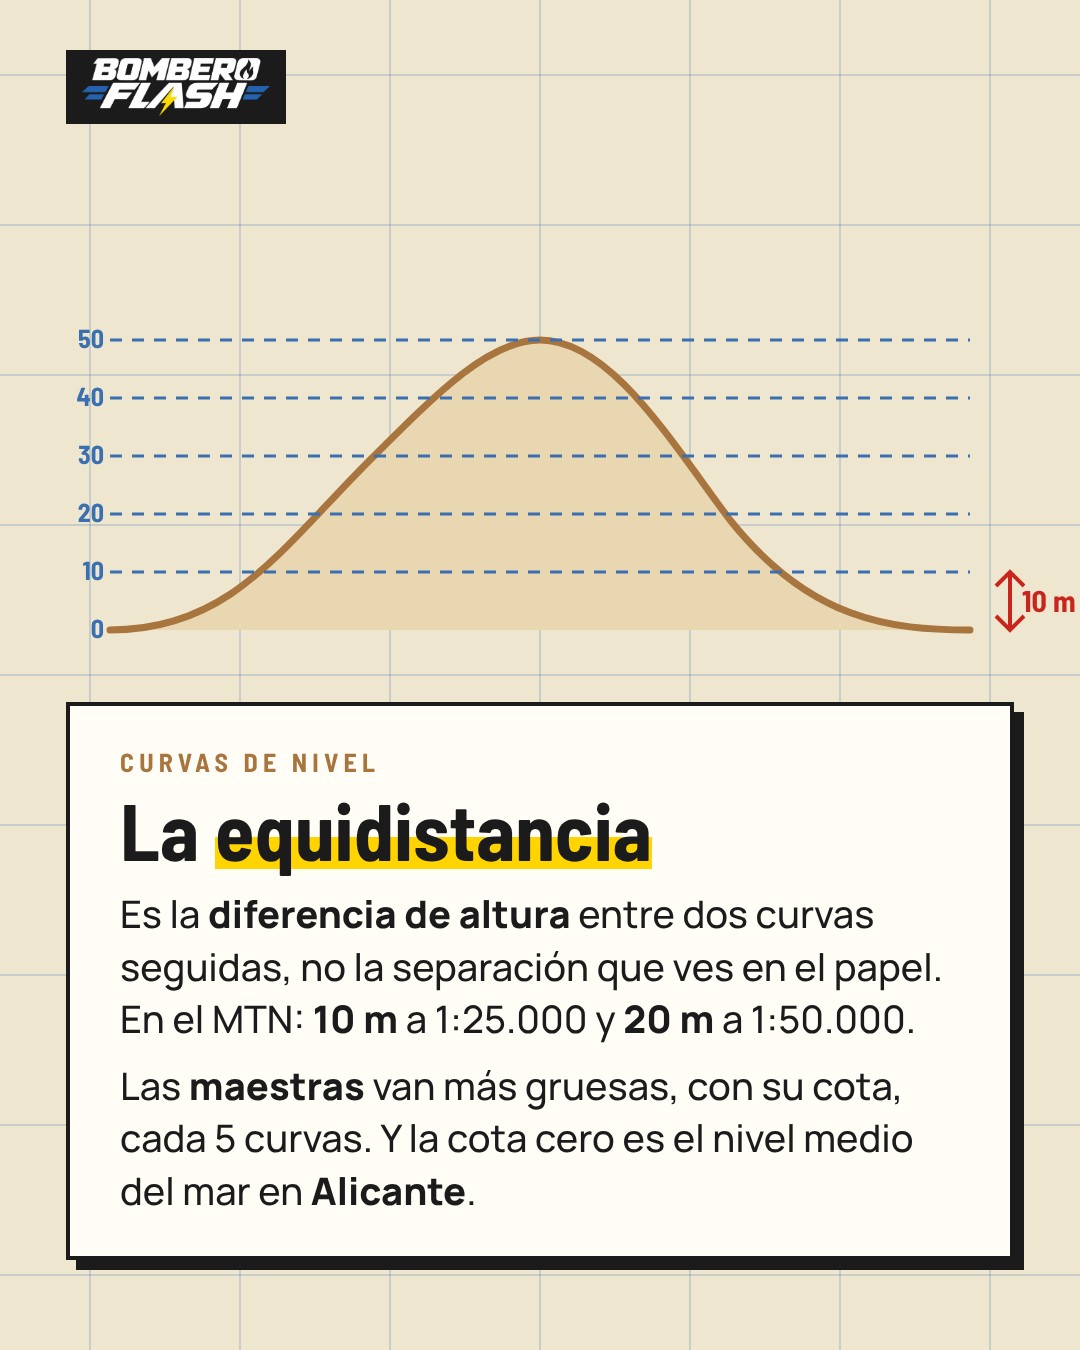 BOMBERO
FLASH
50
40
30
20
10
0
10 m
CURVAS DE NIVEL
La equidistancia
Es la diferencia de altura entre dos curvas
seguidas, no la separación que ves en el papel.
En el MTN: 10 m a 1:25.000 y 20 m a 1:50.000.
Las maestras van más gruesas, con su cota,
cada 5 curvas. Y la cota cero es el nivel medio
del mar en Alicante.